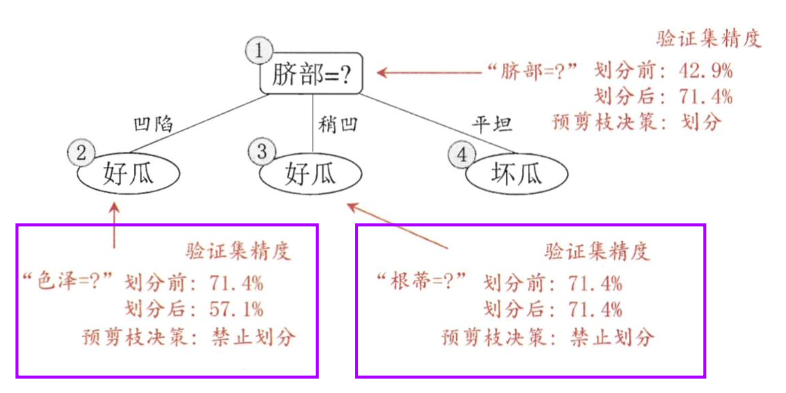 验证集精度
①
脐部=?
“脐部=?” 划分前: 42.9%
划分后: 71.4%
预剪枝决策: 划分
凹陷
稍凹
平坦
②
好瓜
③
好瓜
④
坏瓜
验证集精度
“色泽=?” 划分前: 71.4%
划分后: 57.1%
预剪枝决策: 禁止划分
验证集精度
“根蒂=?” 划分前: 71.4%
划分后: 71.4%
预剪枝决策: 禁止划分